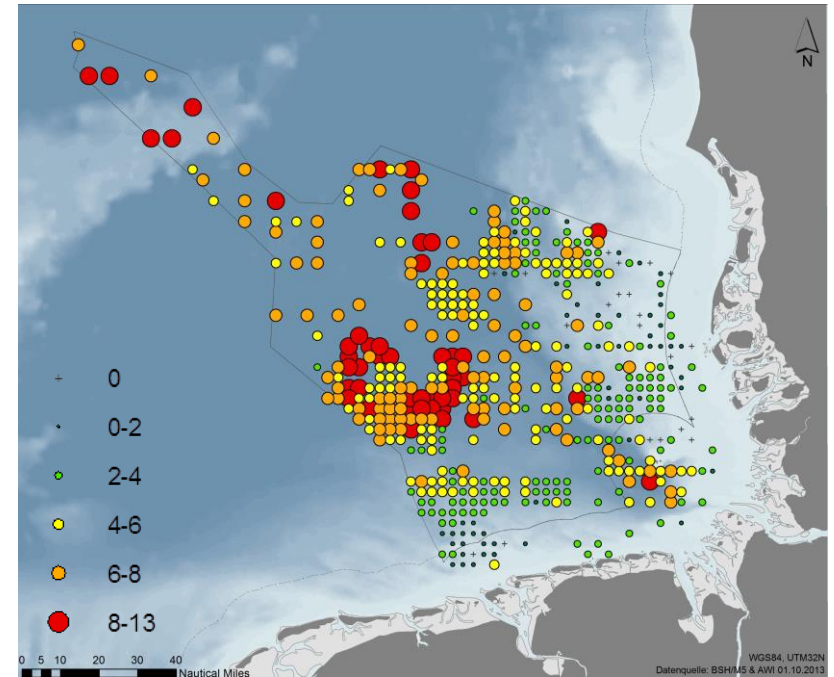 N
0
0-2
2-4
4-6
6-8
8-13
0 5 10 20 30 40
Nautical Miles
WGS84, UTM32N
Datenquelle: BSH/M5 & AWI 01.10.2013